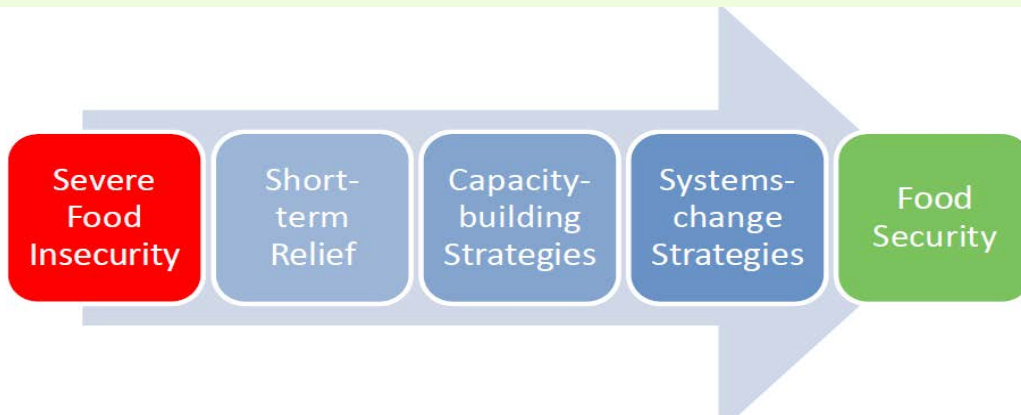 Severe
Food
Insecurity
Short-
term
Relief
Capacity-
building
Strategies
Systems-
change
Strategies
Food
Security